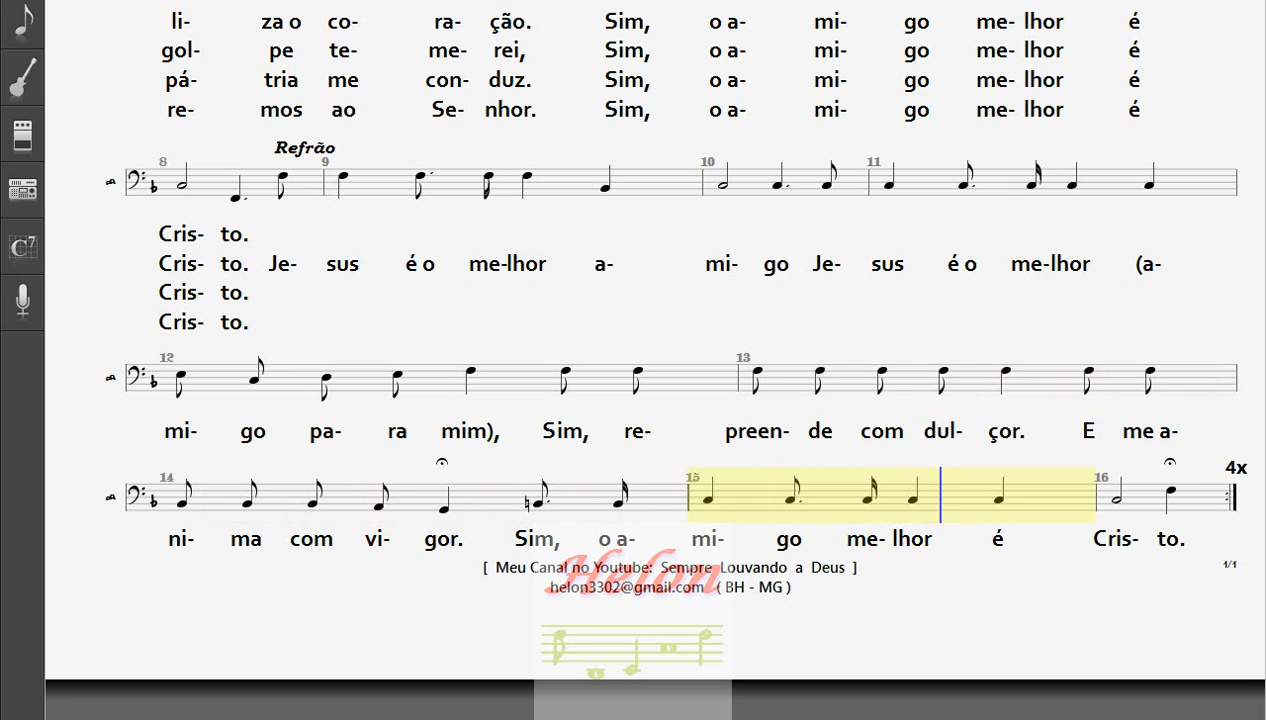 li- za o co- ra- ção. Sim, o a- mi- go me- lhor é
gol- pe te- me- rei, Sim, o a- mi- go me- lhor é
pá- tria me con- duz. Sim, o a- mi- go me- lhor é
re- mos ao Se- nhor. Sim, o a- mi- go me- lhor é
Refrão
8 9 10 11
Cris- to.
Cris- to. Je- sus é o me-lhor a- mi- go Je- sus é o me-lhor (a-
Cris- to.
Cris- to.
C7
12 13
mi- go pa- ra mim), Sim, re- preen- de com dul- çor. E me a-
14 15 16 4x
ni- ma com vi- gor. Sim, o a- mi- go me- lhor é Cris- to.
[ Meu Canal no Youtube: Sempre Louvando a Deus ]
1/1
Helon
helon3302@gmail.com ( BH - MG )